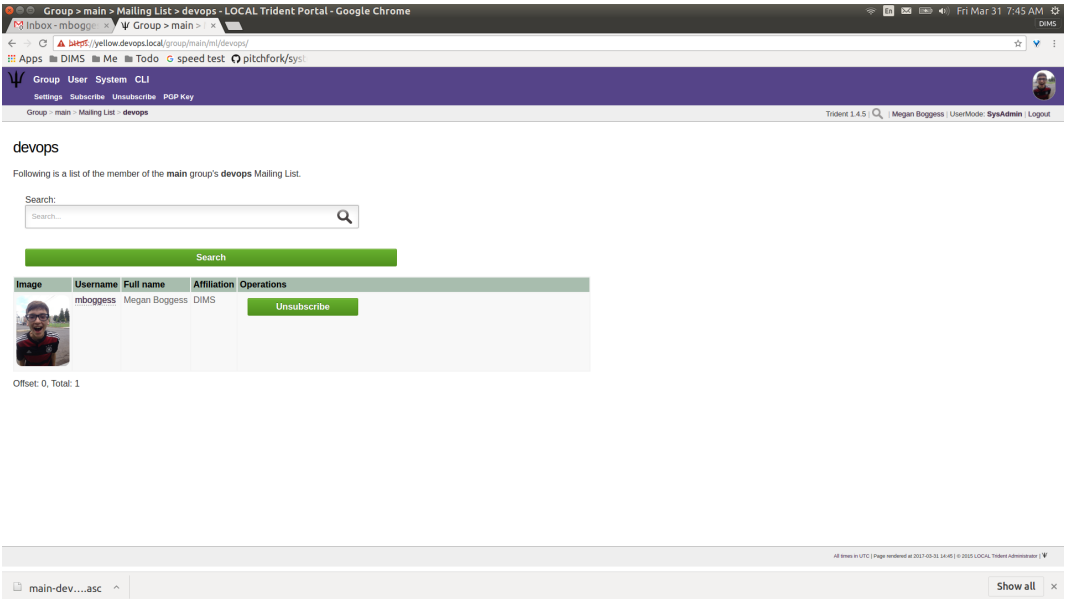 Group > main > Mailing List > devops - LOCAL Trident Portal - Google Chrome
En
Fri Mar 31 7:45 AM
Inbox - mbogge ×
Group > main > ×
DIMS
https://yellow.devops.local/group/main/ml/devops/
Apps DIMS Me Todo speed test pitchfork/syst
Group User System CLI
Settings Subscribe Unsubscribe PGP Key
Group > main > Mailing List > devops
Trident 1.4.5 | | Megan Boggess | UserMode: SysAdmin | Logout
devops
Following is a list of the member of the main group's devops Mailing List.
Search:
Search...
Search
Image Username Full name Affiliation Operations
mboggess Megan Boggess DIMS Unsubscribe
Offset: 0, Total: 1
All times in UTC | Page rendered at 2017-03-31 14:45 | © 2015 LOCAL Trident Administrator |
main-dev....asc
Show all ×